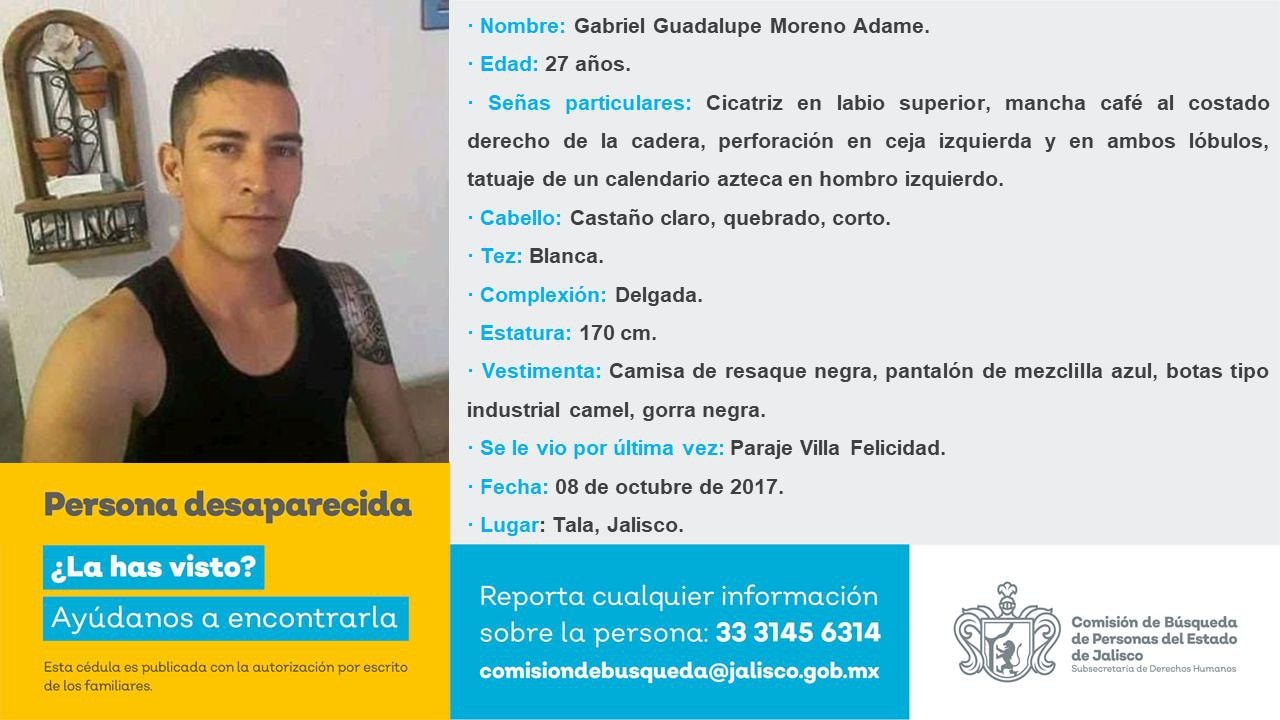 · Nombre: Gabriel Guadalupe Moreno Adame.
· Edad: 27 años.
· Señas particulares: Cicatriz en labio superior, mancha café al costado
derecho de la cadera, perforación en ceja izquierda y en ambos lóbulos,
tatuaje de un calendario azteca en hombro izquierdo.
· Cabello: Castaño claro, quebrado, corto.
· Tez: Blanca.
· Complexión: Delgada.
· Estatura: 170 cm.
· Vestimenta: Camisa de resaque negra, pantalón de mezclilla azul, botas tipo
industrial camel, gorra negra.
· Se le vio por última vez: Paraje Villa Felicidad.
· Fecha: 08 de octubre de 2017.
· Lugar: Tala, Jalisco.
Persona desaparecida
¿La has visto?
Ayúdanos a encontrarla
Esta cédula es publicada con la autorización por escrito
de los familiares.
Reporta cualquier información
sobre la persona: 33 3145 6314
comisiondebusqueda@jalisco.gob.mx
Comisión de Búsqueda
de Personas del Estado
de Jalisco
Subsecretaría de Derechos Humanos